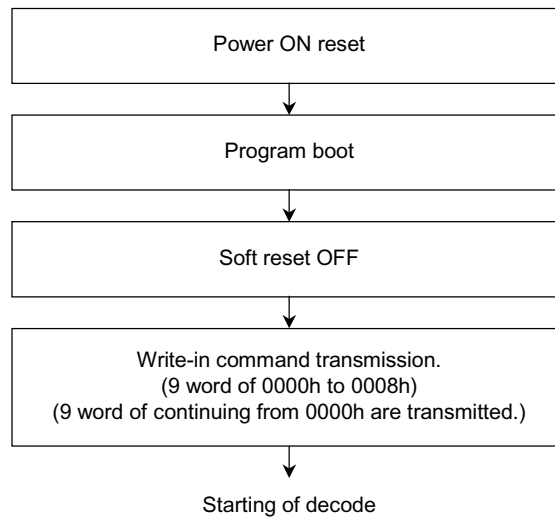 Power ON reset
Program boot
Soft reset OFF
Write-in command transmission.
(9 word of 0000h to 0008h)
(9 word of continuing from 0000h are transmitted.)
Starting of decode